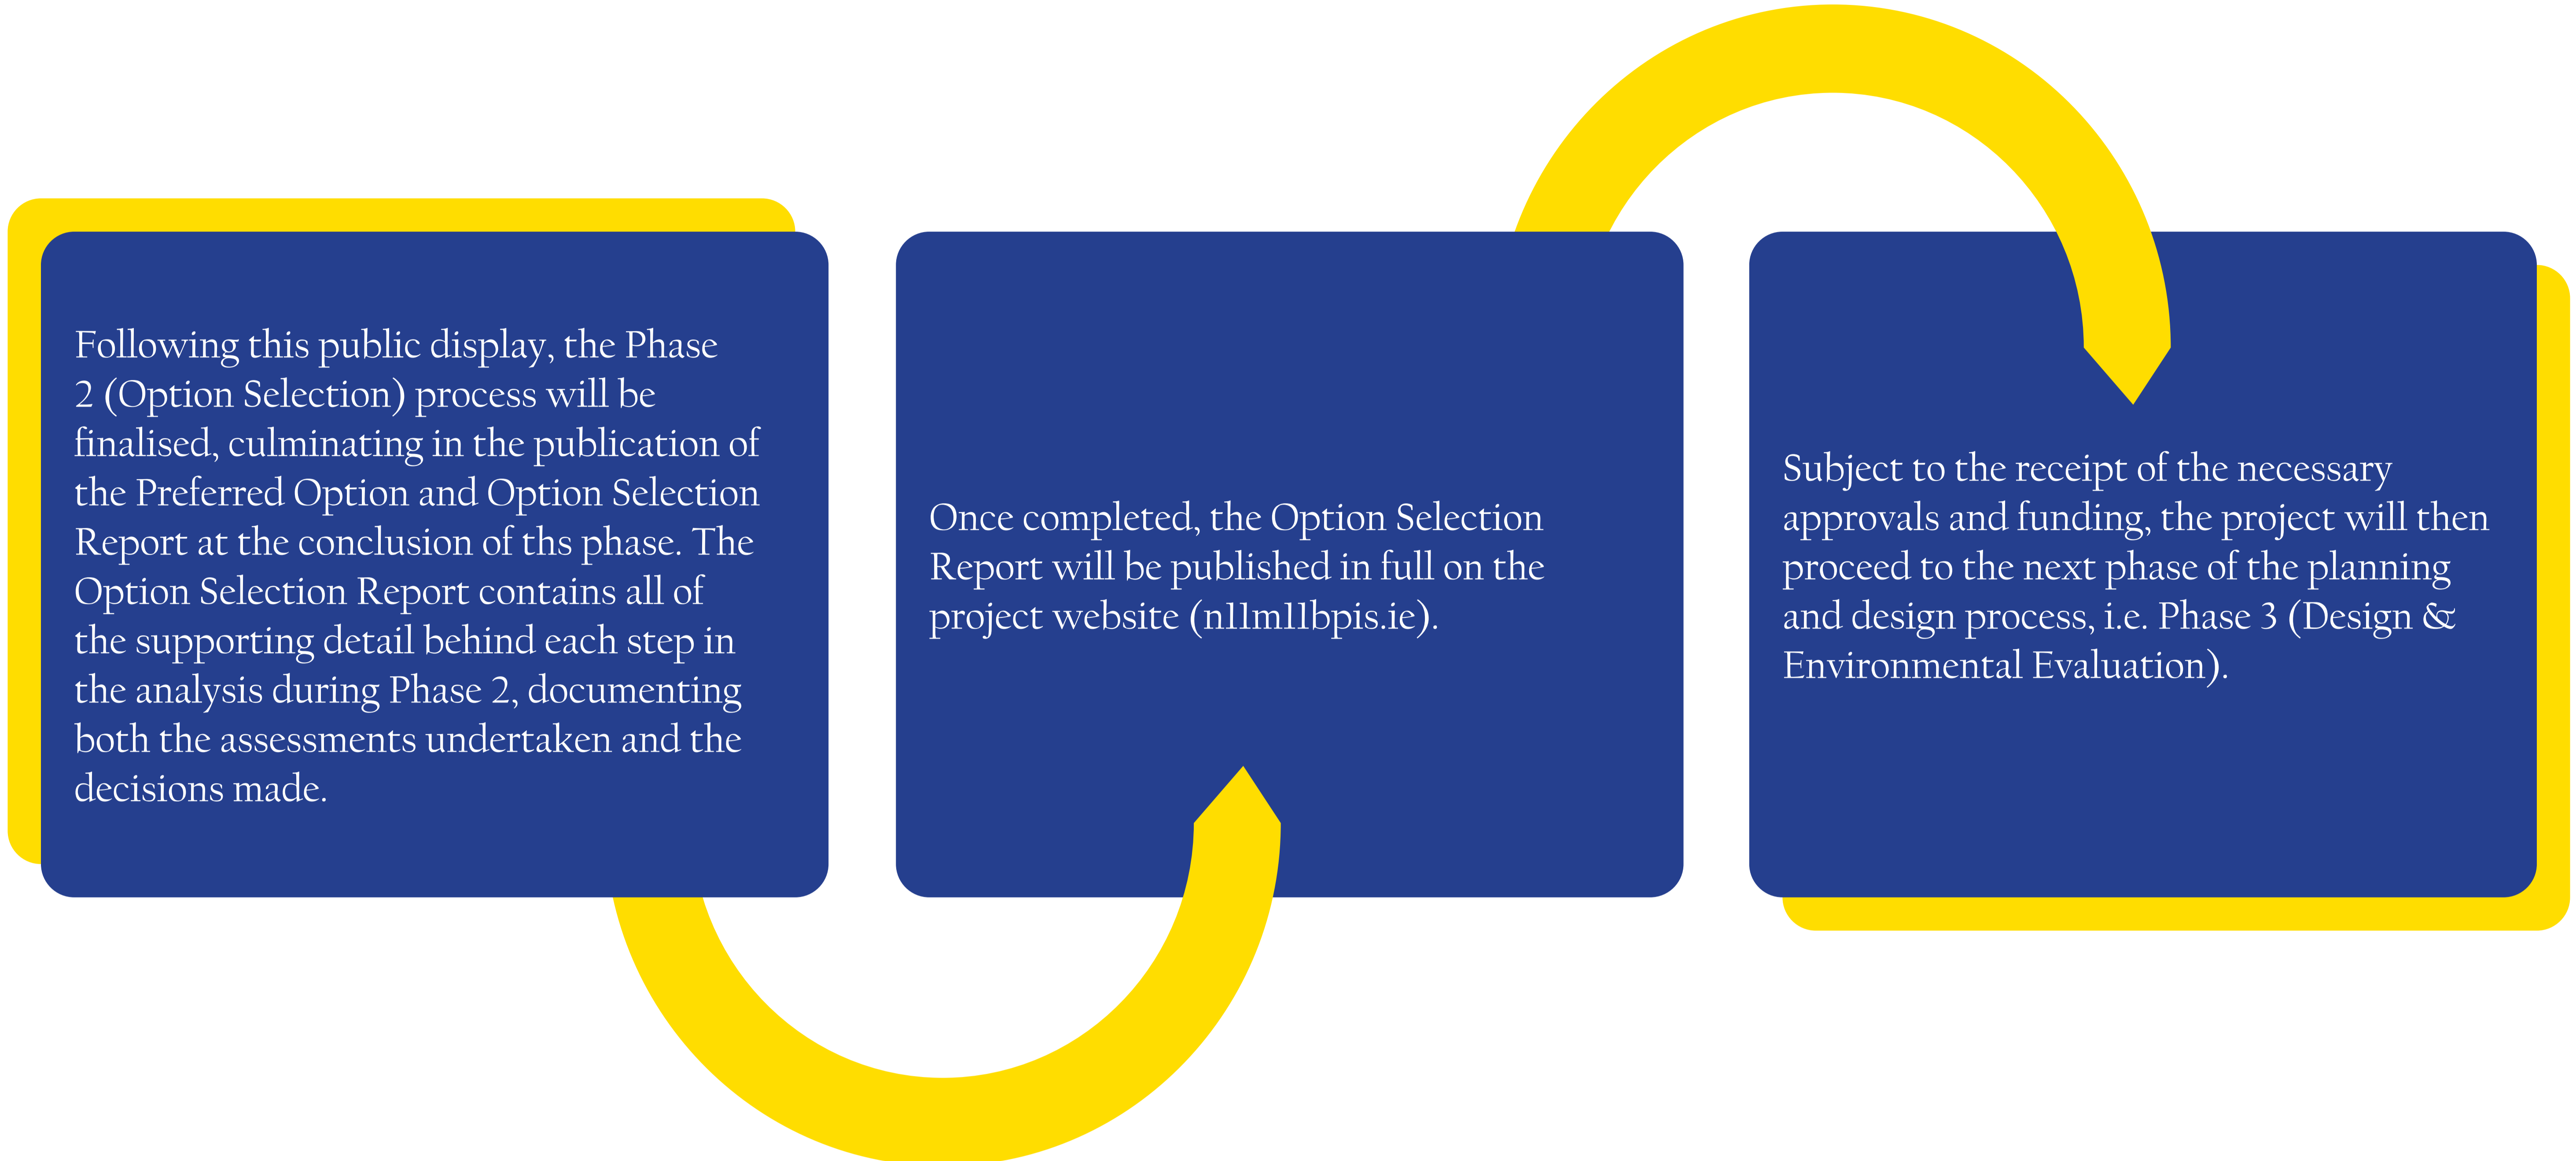 Following this public display, the Phase
2 (Option Selection) process will be
finalised, culminating in the publication of
the Preferred Option and Option Selection
Report at the conclusion of ths phase. The
Option Selection Report contains all of
the supporting detail behind each step in
the analysis during Phase 2, documenting
both the assessments undertaken and the
decisions made.
Once completed, the Option Selection
Report will be published in full on the
project website (n11m11bpis.ie).
Subject to the receipt of the necessary
approvals and funding, the project will then
proceed to the next phase of the planning
and design process, i.e. Phase 3 (Design &
Environmental Evaluation).